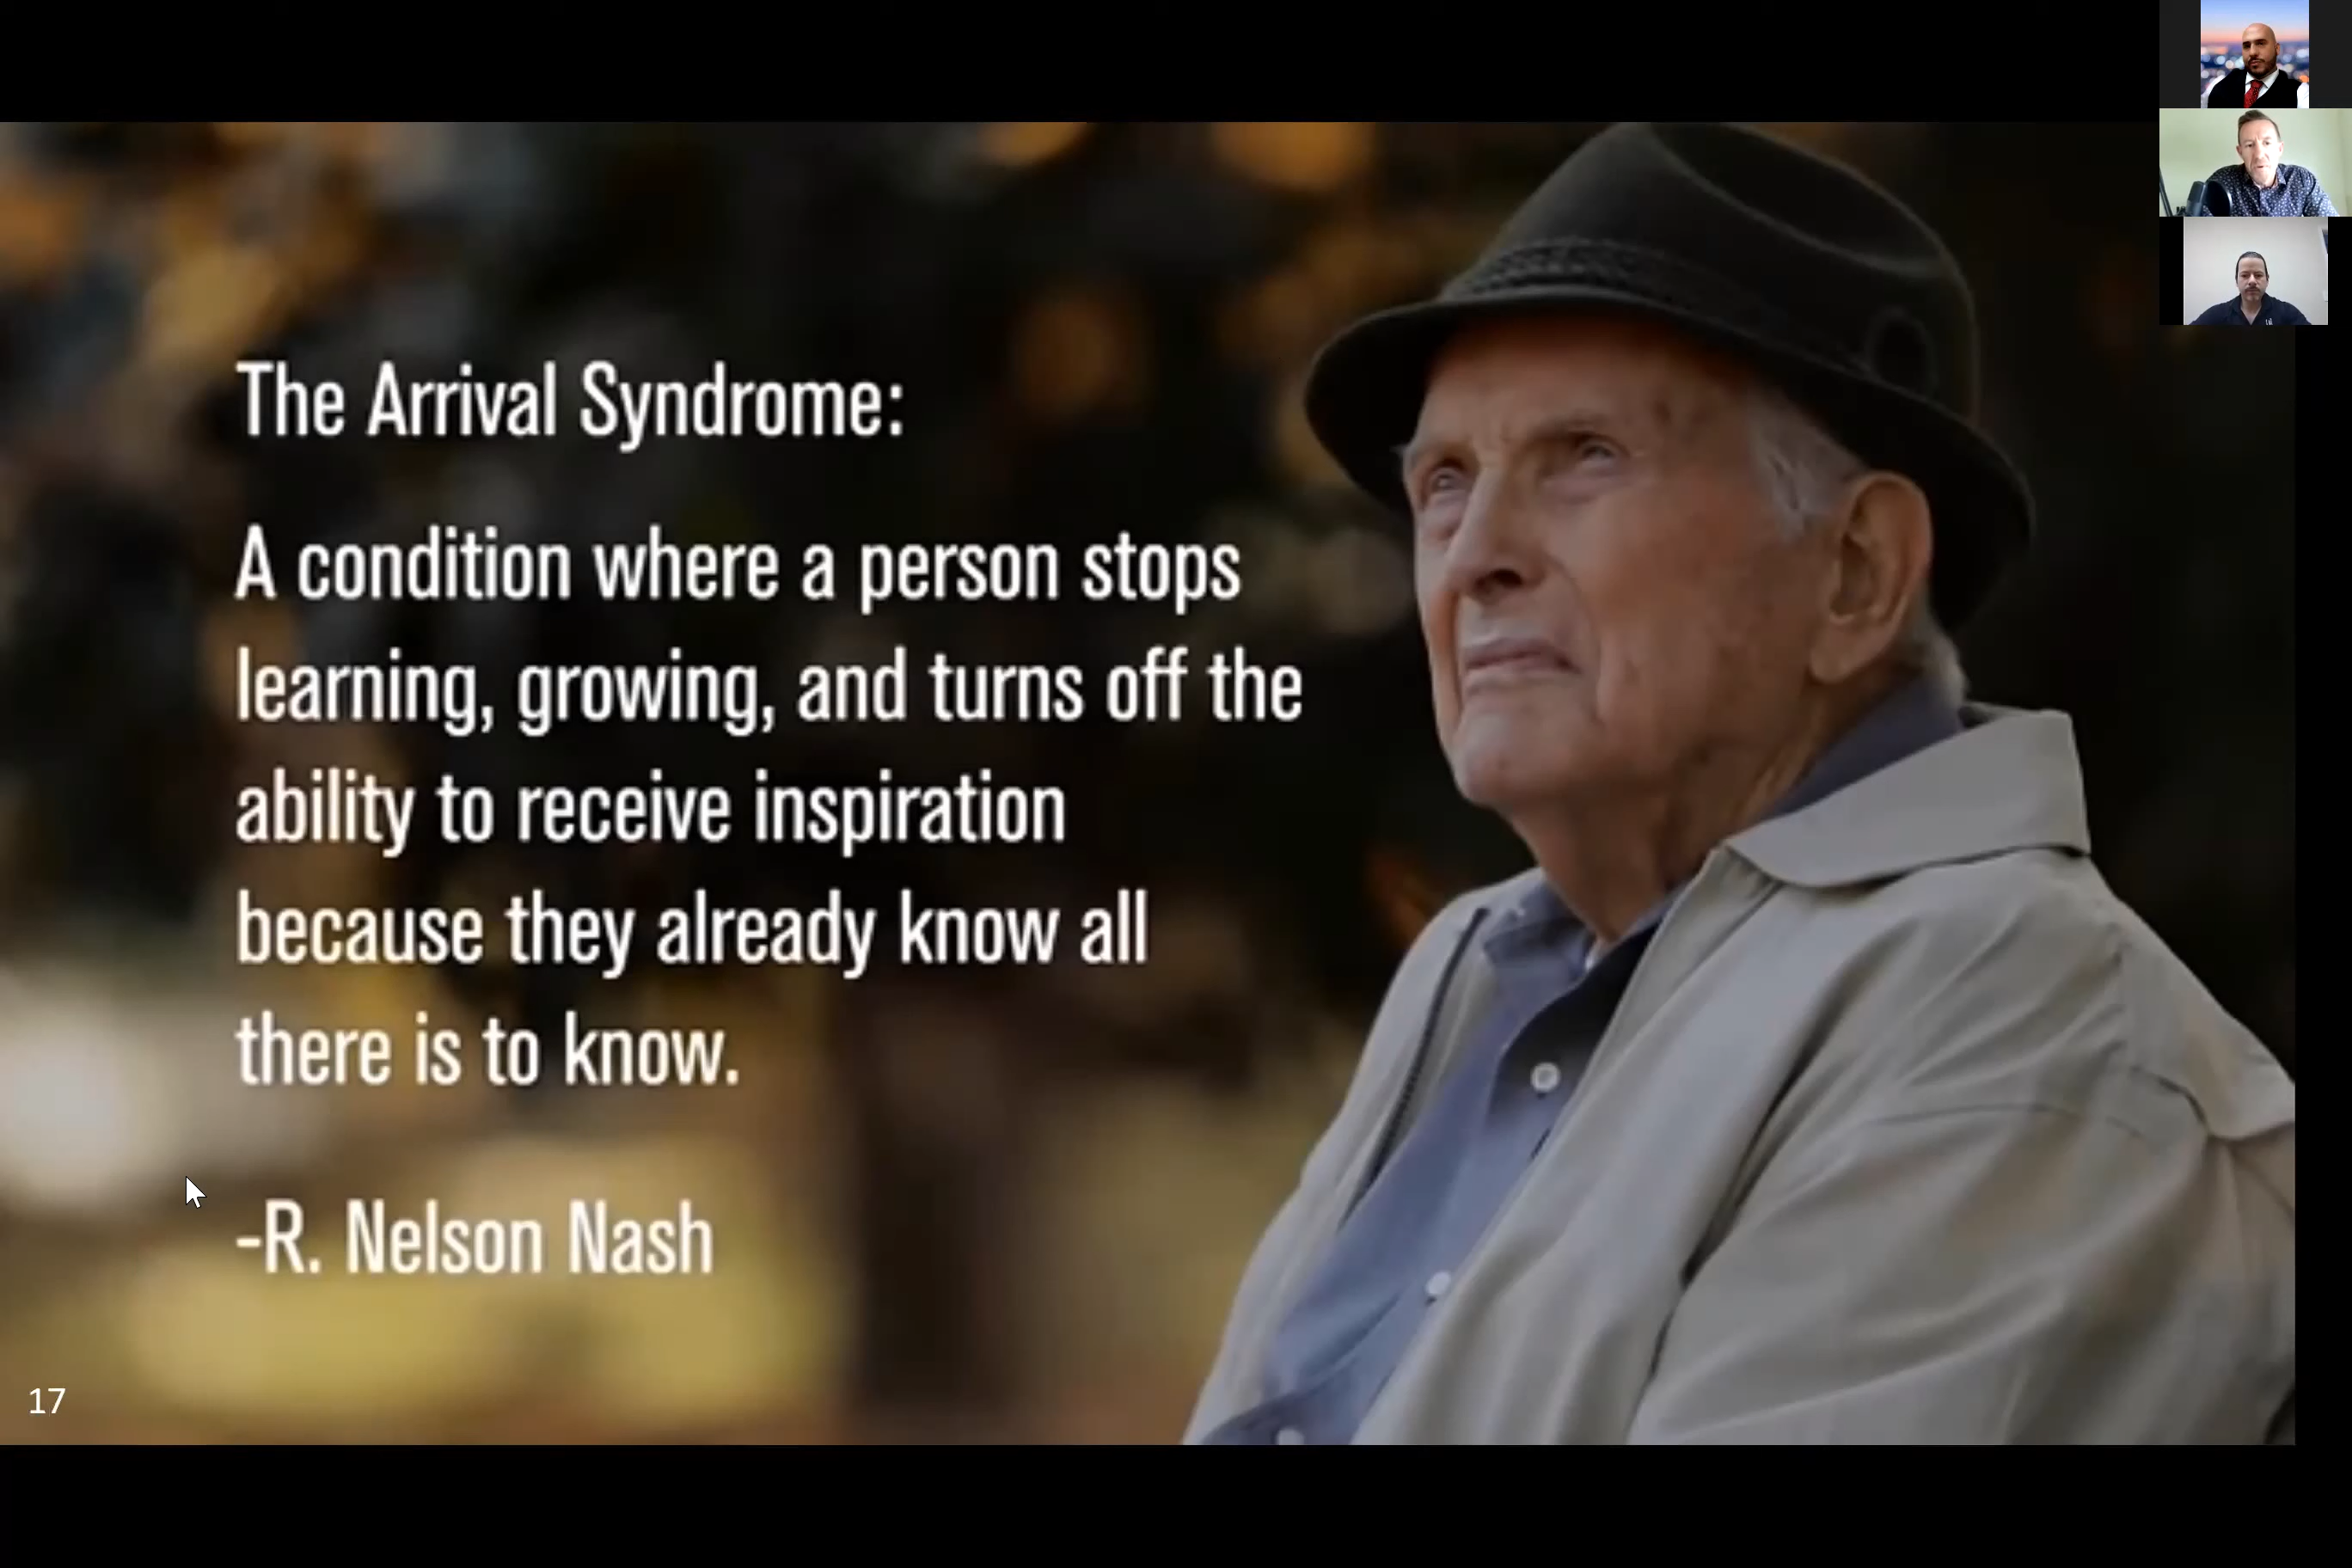 The Arrival Syndrome:
A condition where a person stops
learning, growing, and turns off the
ability to receive inspiration
because they already know all
there is to know.
-R. Nelson Nash
17